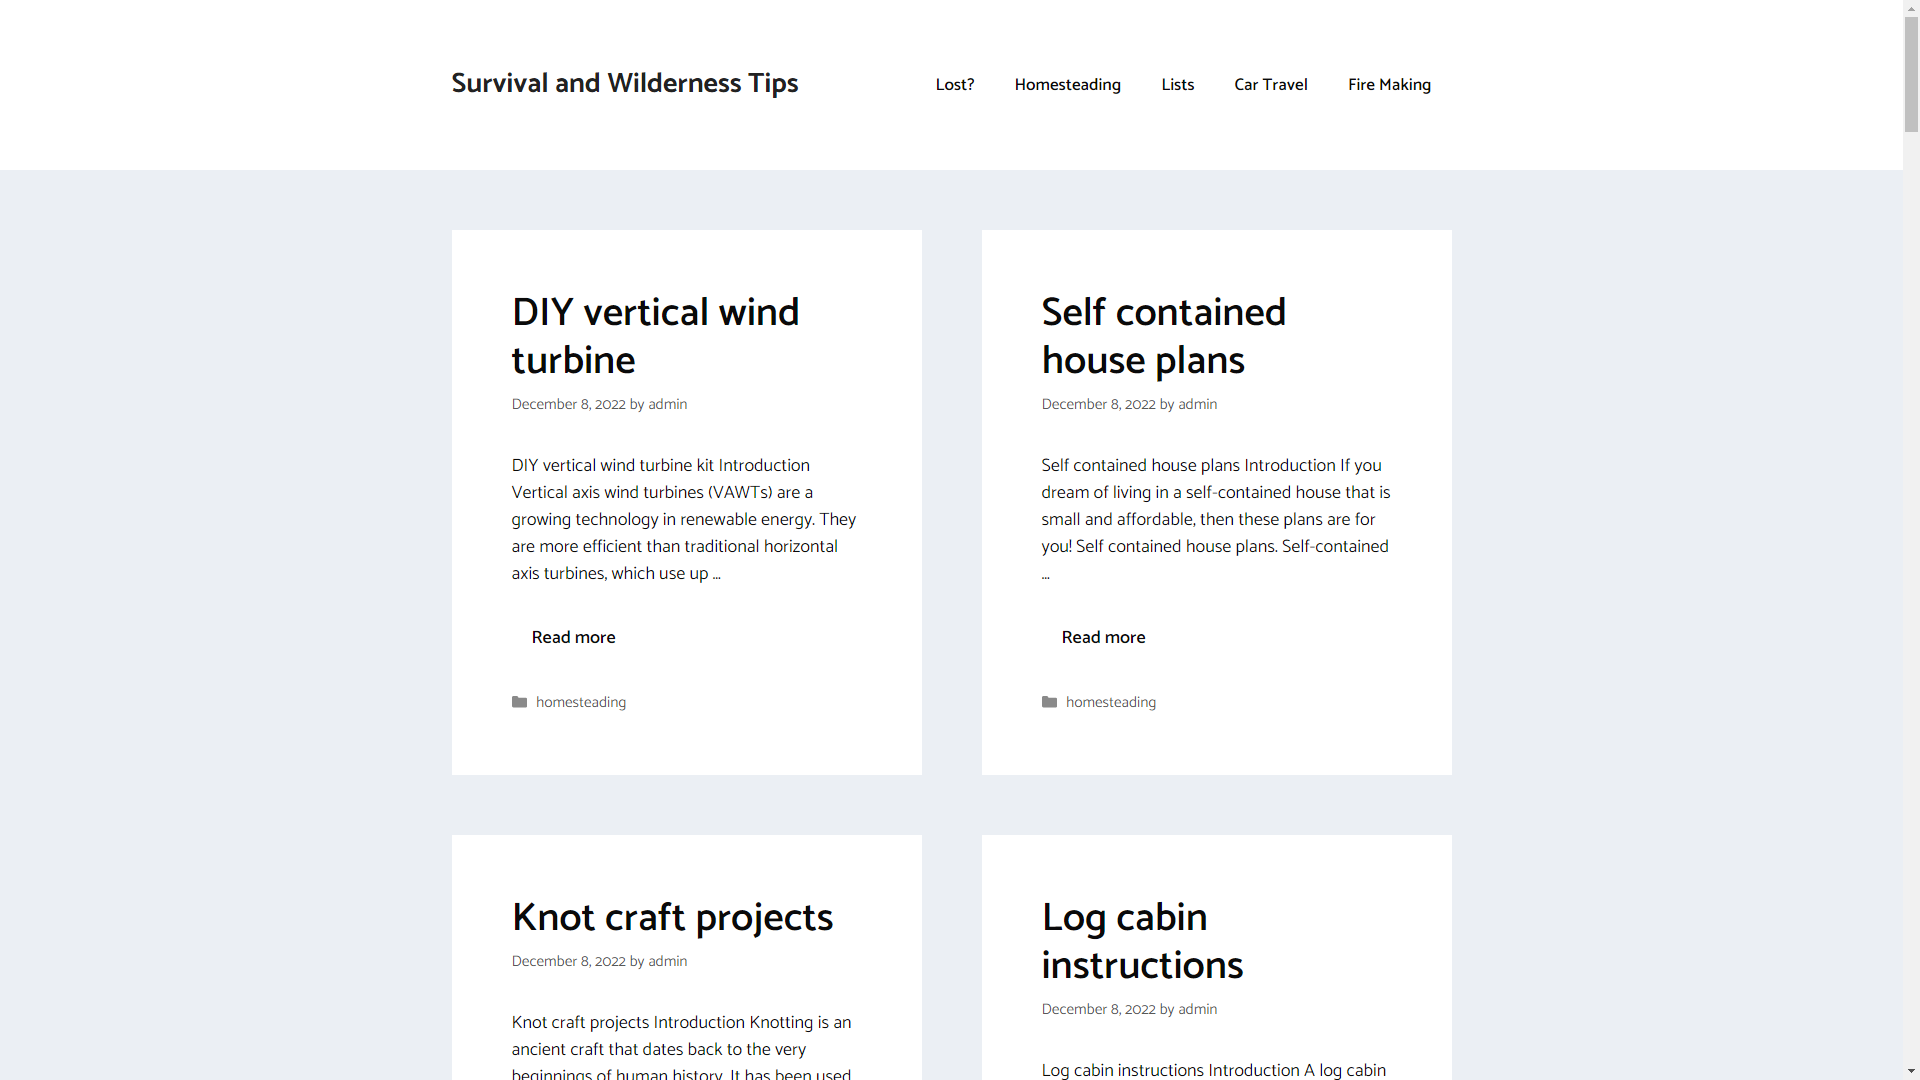 Survival and Wilderness Tips
Lost? Homesteading Lists Car Travel Fire Making
DIY vertical wind
turbine
December 8, 2022 by admin
DIY vertical wind turbine kit Introduction
Vertical axis wind turbines (VAWTs) are a
growing technology in renewable energy. They
are more efficient than traditional horizontal
axis turbines, which use up ...
Read more
homesteading
Self contained
house plans
December 8, 2022 by admin
Self contained house plans Introduction If you
dream of living in a self-contained house that is
small and affordable, then these plans are for
you! Self contained house plans. Self-contained
...
Read more
homesteading
Knot craft projects
December 8, 2022 by admin
Knot craft projects Introduction Knotting is an
ancient craft that dates back to the very
beginnings of human history. It has been used
Log cabin
instructions
December 8, 2022 by admin
Log cabin instructions Introduction A log cabin